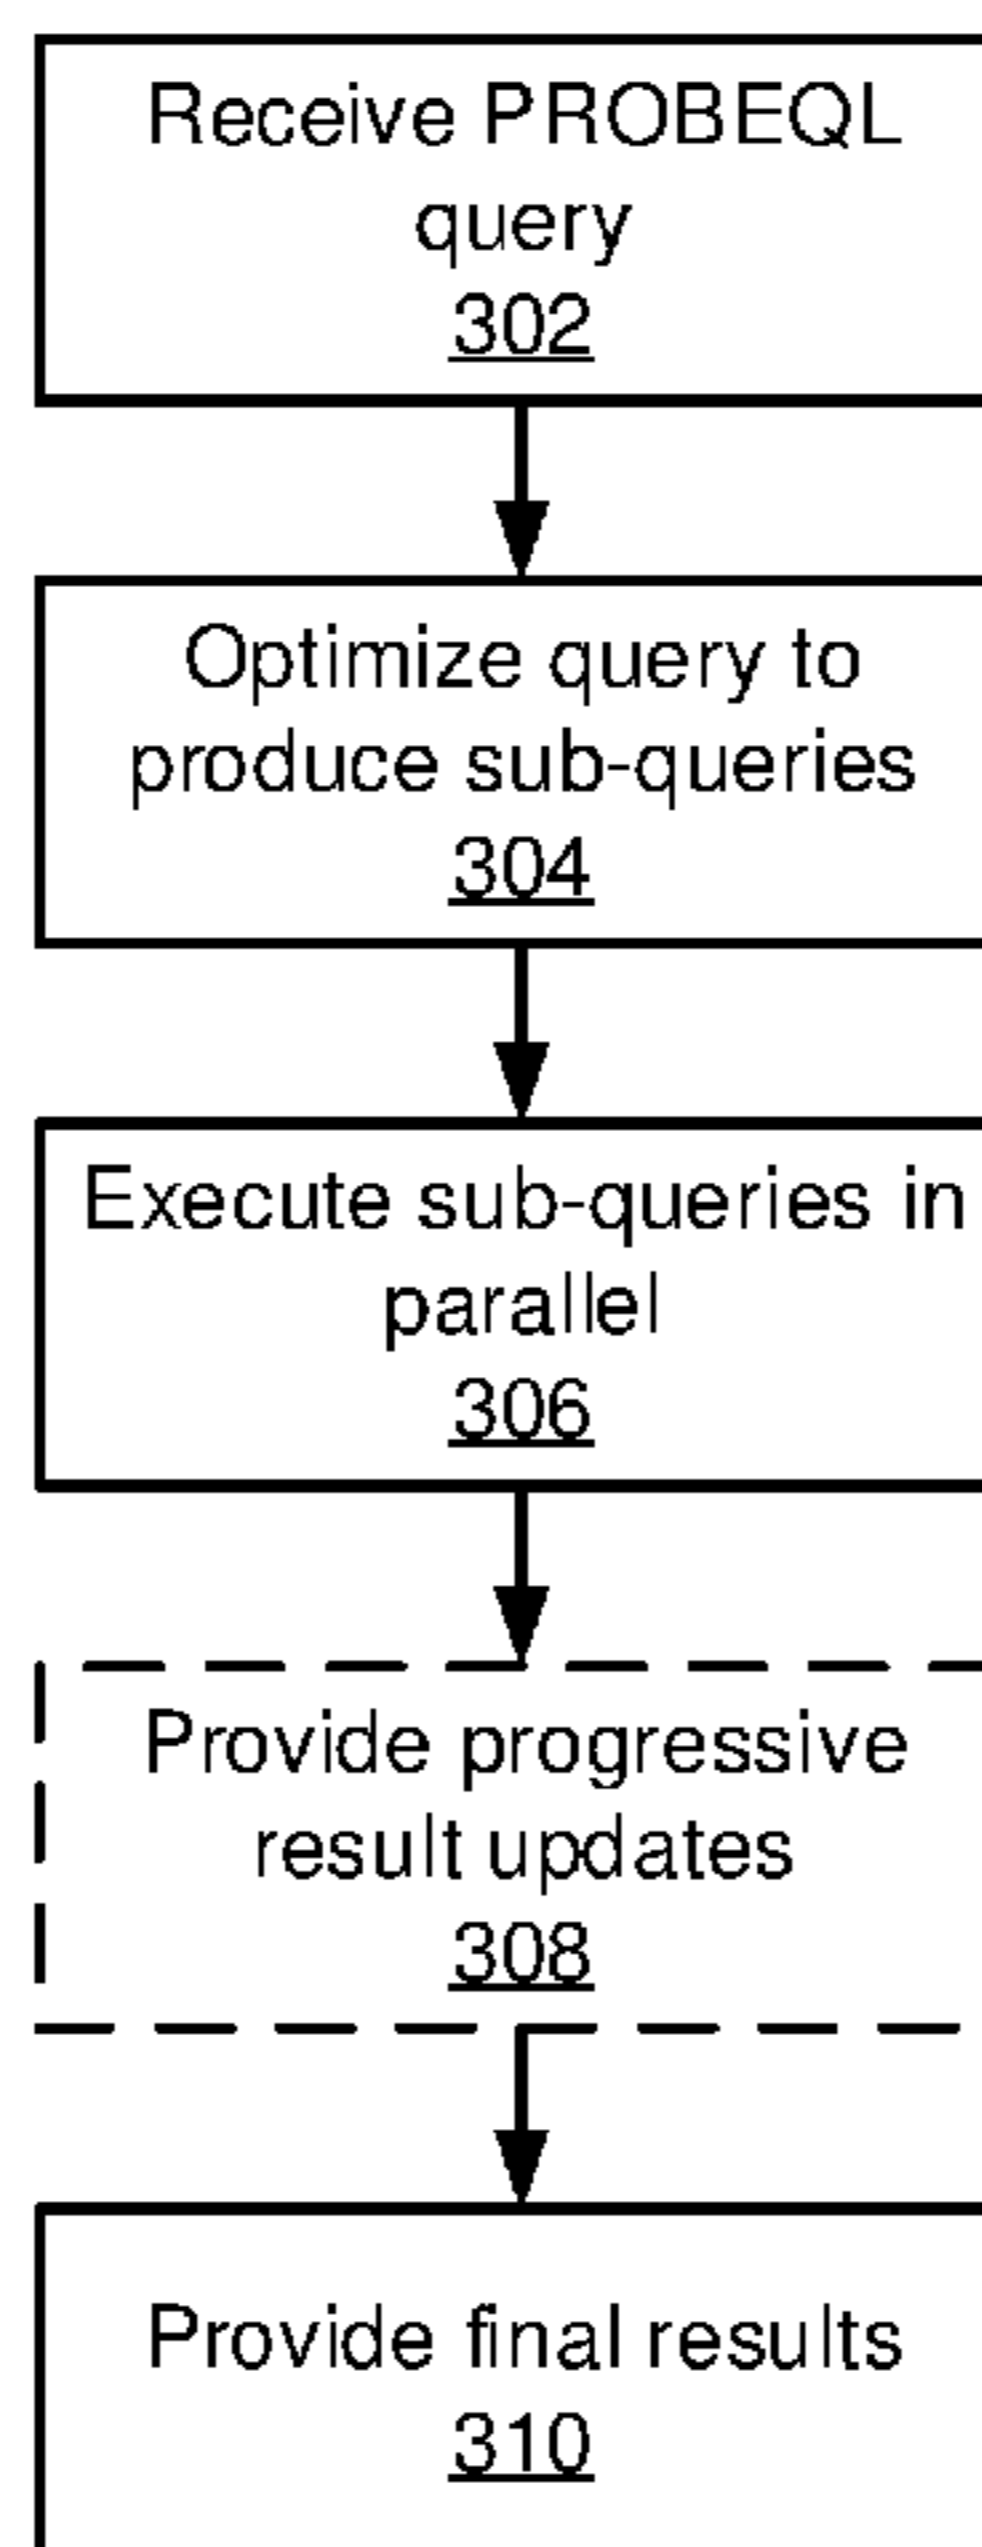 Receive PROBEQL
query
302
Optimize query to
produce sub-queries
304
Execute sub-queries in
parallel
306
Provide progressive
result updates
308
Provide final results
310